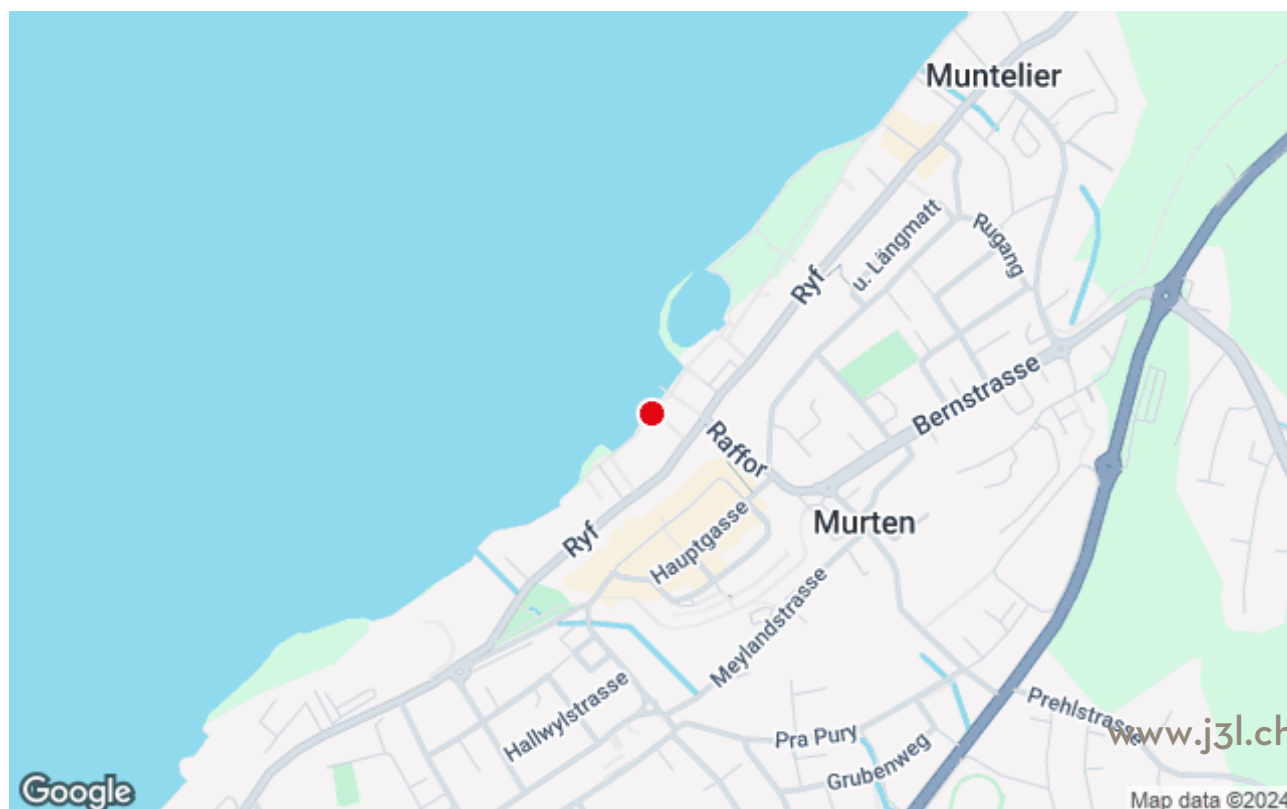 Muntelier
Rugang
u. Längmatt
Ryf
Bernstrasse
Raffor
Murten
Hauptgasse
Ryf
Meylandstrasse
Hallwylstrasse
Prehlstrasse
Pra Pury
Grubenweg
www.j3l.ch
Google
Map data ©2024